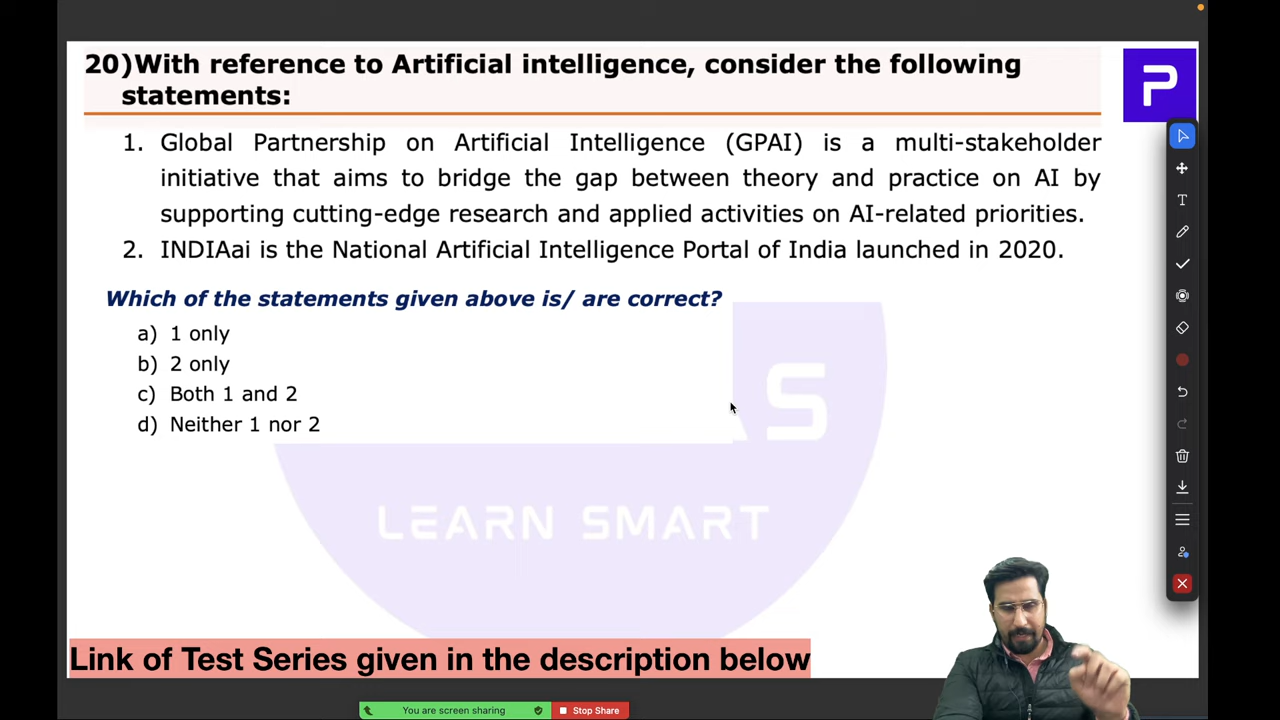 20)With reference to Artificial intelligence, consider the following
statements:
P
1. Global Partnership on Artificial Intelligence (GPAI) is a multi-stakeholder
initiative that aims to bridge the gap between theory and practice on AI by
supporting cutting-edge research and applied activities on AI-related priorities.
2. INDIAai is the National Artificial Intelligence Portal of India launched in 2020.
Which of the statements given above is/ are correct?
a) 1 only
b) 2 only
c) Both 1 and 2
d) Neither 1 nor 2
S
LEARN SMART
Link of Test Series given in the description below
You are screen sharing
Stop Share